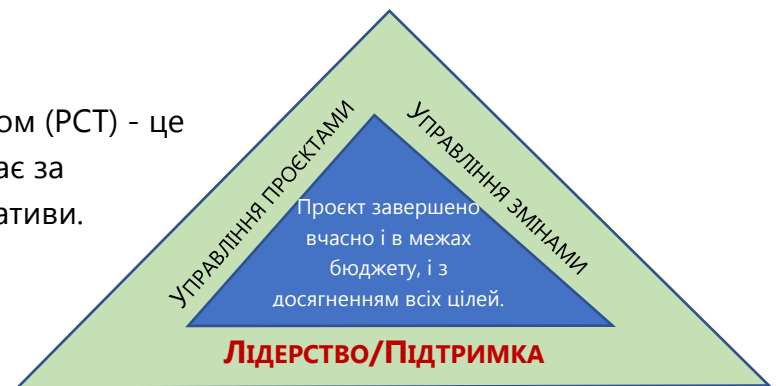 ом (PCT) - це
ає за
ативи.
Управління проєктами
Управління змінами
Проєкт завершено
вчасно і в межах
бюджету, і з
досягненням всіх цілей.
Лідерство/Підтримка